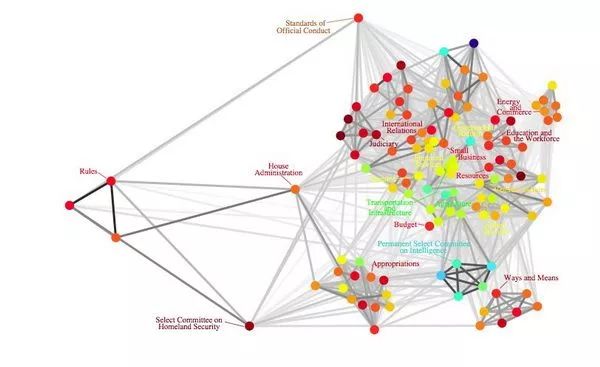 Standards of
Official Conduct
Energy
and
Commerce
International
Relations
Judiciary
Education and the
Workforce
Small
Business
Rules
House
Administration
Resources
Transportation
and
Infrastructure
Agriculture
Budget
Permanent Select Committee
on Intelligence
Appropriations
Ways and Means
Select Committee on
Homeland Security